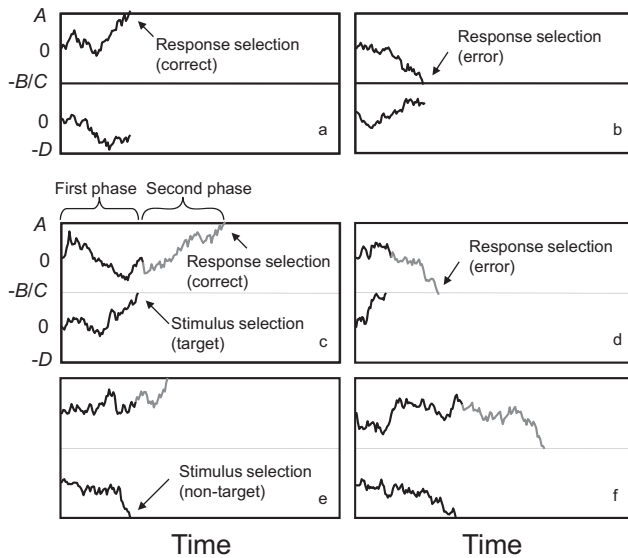 A
0
-B/C
0
-D
Response selection
(correct)
a
Response selection
(error)
b
First phase
Second phase
A
0
-B/C
0
-D
Response selection
(correct)
Stimulus selection
(target)
c
Response selection
(error)
d
Stimulus selection
(non-target)
e
f
Time
Time